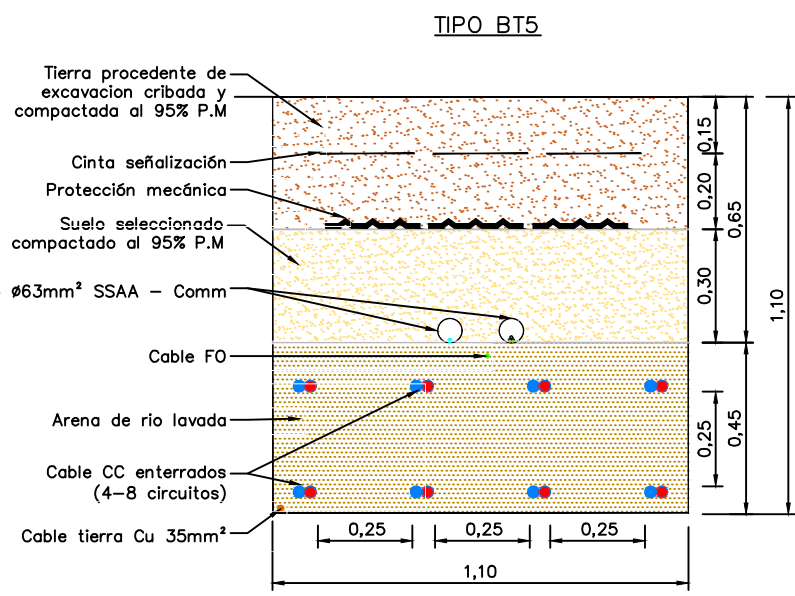 TIPO BT5
Tierra procedente de
excavacion cribada y
compactada al 95% P.M
Cinta señalización
Protección mecánica
Suelo seleccionado
compactado al 95% P.M
ø63mm² SSAA - Comm
Cable FO
Arena de rio lavada
Cable CC enterrados
(4-8 circuitos)
Cable tierra Cu 35mm²
0,15
0,20
0,30
0,65
1,10
0,25
0,45
0,25
0,25
0,25
1,10